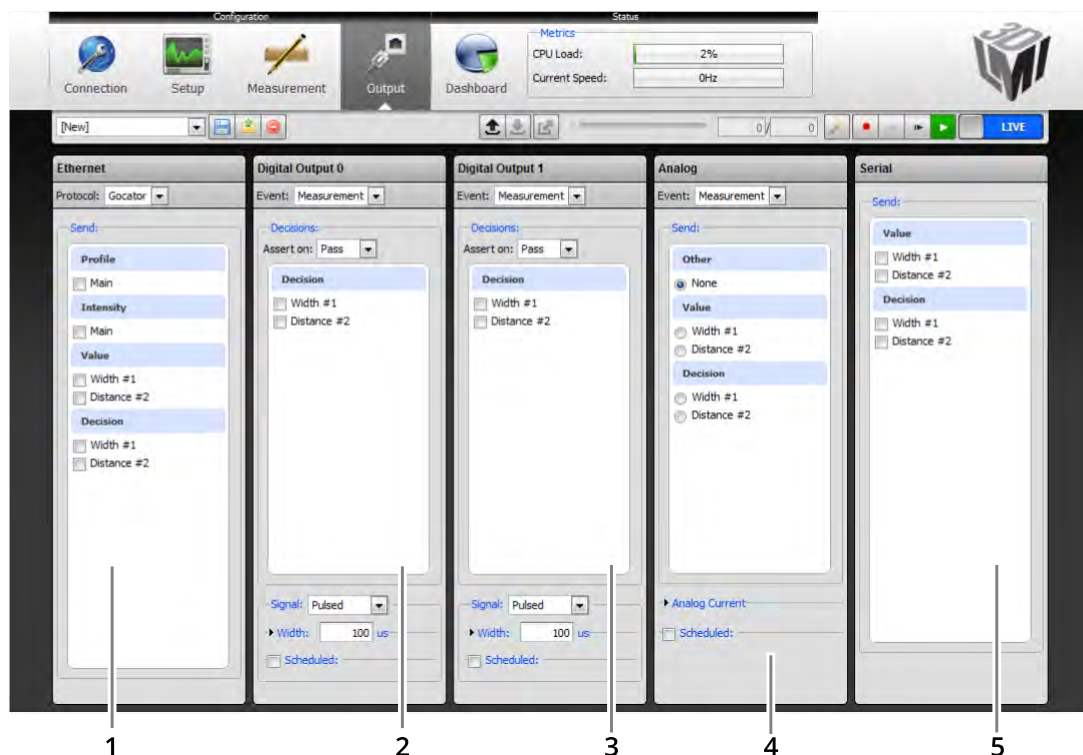 Configuration
Status
Connection
Setup
Measurement
Output
Dashboard
Metrics
CPU Load: 2%
Current Speed: 0Hz
LMI
3D
[New]
0 / 0
LIVE
Ethernet
Protocol: Gocator
Send:
Profile
Main
Intensity
Main
Value
Width #1
Distance #2
Decision
Width #1
Distance #2
Digital Output 0
Event: Measurement
Decisions:
Assert on: Pass
Decision
Width #1
Distance #2
Signal: Pulsed
Width: 100 us
Scheduled:
Digital Output 1
Event: Measurement
Decisions:
Assert on: Pass
Decision
Width #1
Distance #2
Signal: Pulsed
Width: 100 us
Scheduled:
Analog
Event: Measurement
Send:
Other
None
Value
Width #1
Distance #2
Decision
Width #1
Distance #2
Analog Current
Scheduled:
Serial
Send:
Value
Width #1
Distance #2
Decision
Width #1
Distance #2
1 2 3 4 5